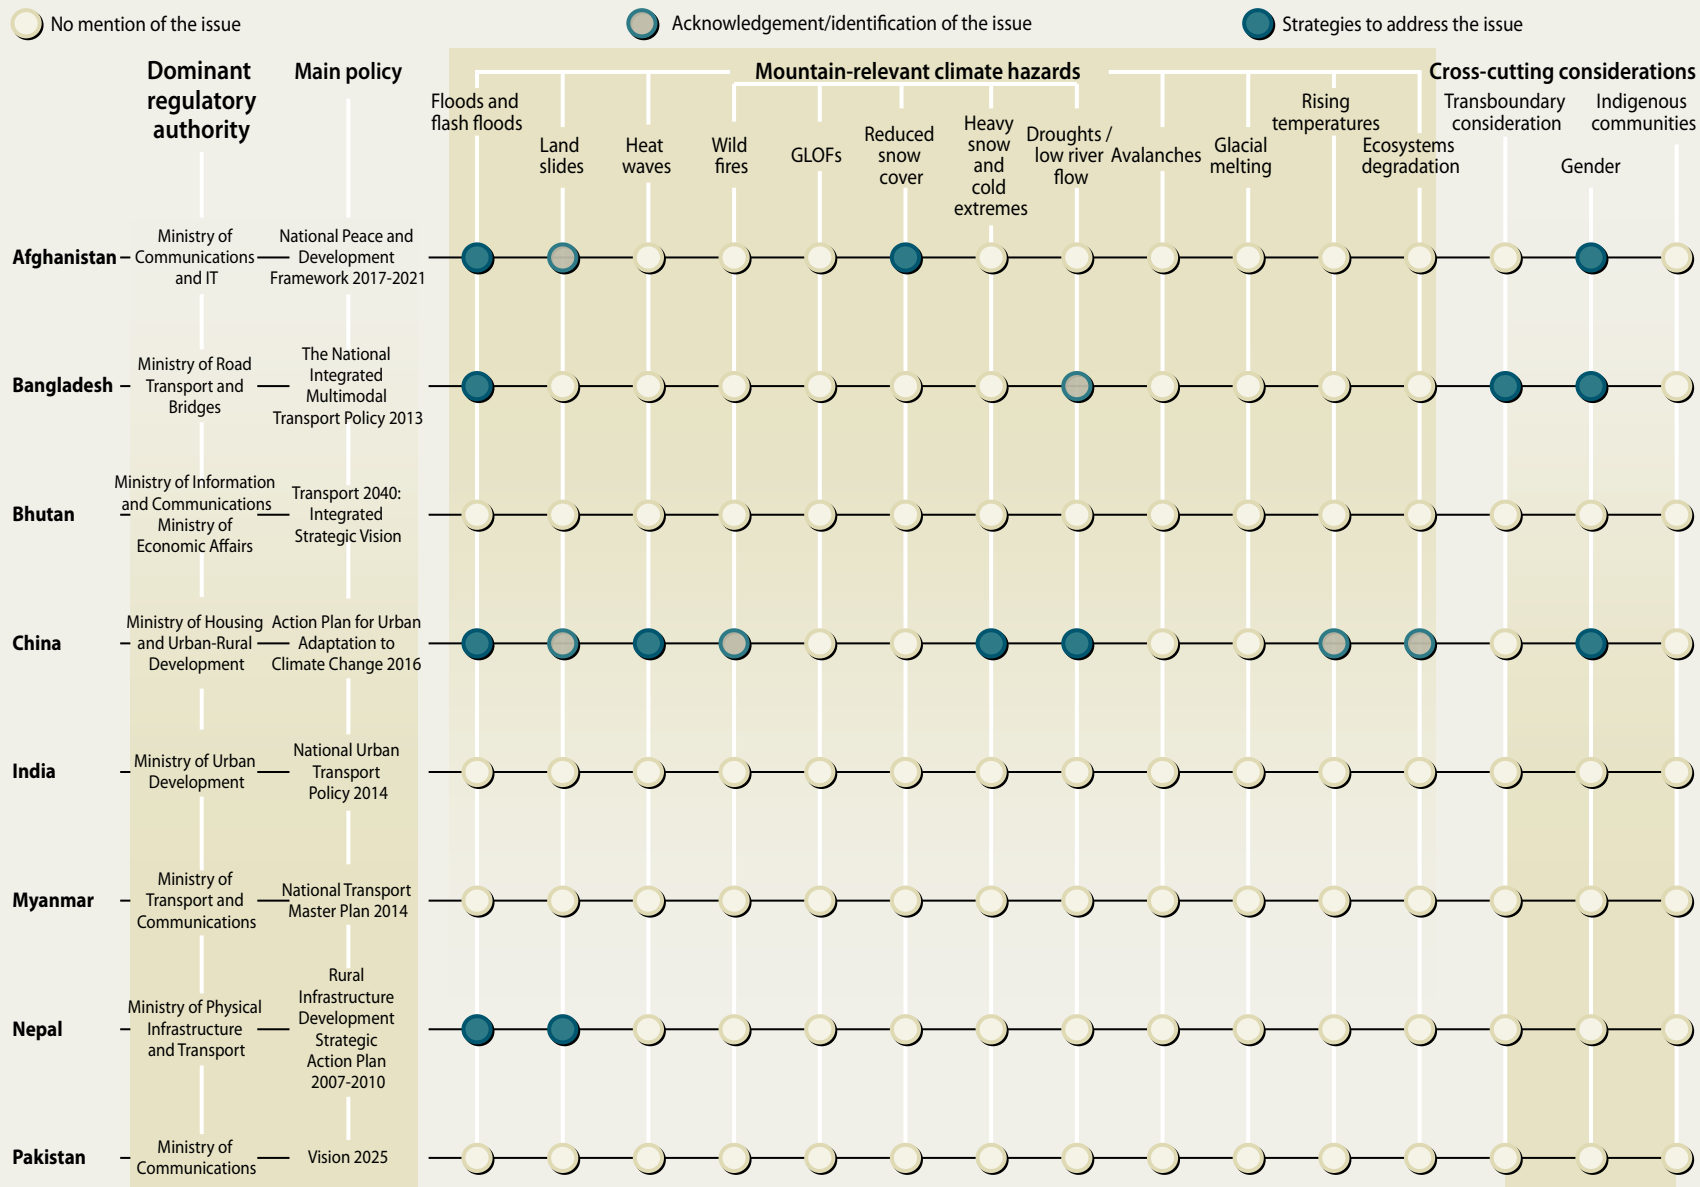 No mention of the issue
Acknowledgement/identification of the issue
Strategies to address the issue
Dominant
regulatory
authority
Main policy
Mountain-relevant climate hazards
Cross-cutting considerations
Floods and
flash floods
Land
slides
Heat
waves
Wild
fires
GLOFs
Reduced
snow
cover
Heavy
snow
and
cold
extremes
Droughts /
low river
flow
Avalanches
Glacial
melting
Rising
temperatures
Ecosystems
degradation
Transboundary
consideration
Gender
Indigenous
communities
Afghanistan
Ministry of
Communications
and IT
National Peace and
Development
Framework 2017-2021
Bangladesh
Ministry of Road
Transport and
Bridges
The National
Integrated
Multimodal
Transport Policy 2013
Bhutan
Ministry of Information
and Communications
Ministry of
Economic Affairs
Transport 2040:
Integrated
Strategic Vision
China
Ministry of Housing
and Urban-Rural
Development
Action Plan for Urban
Adaptation to
Climate Change 2016
India
Ministry of Urban
Development
National Urban
Transport
Policy 2014
Myanmar
Ministry of
Transport and
Communications
National Transport
Master Plan 2014
Nepal
Ministry of Physical
Infrastructure
and Transport
Rural
Infrastructure
Development
Strategic
Action Plan
2007-2010
Pakistan
Ministry of
Communications
Vision 2025